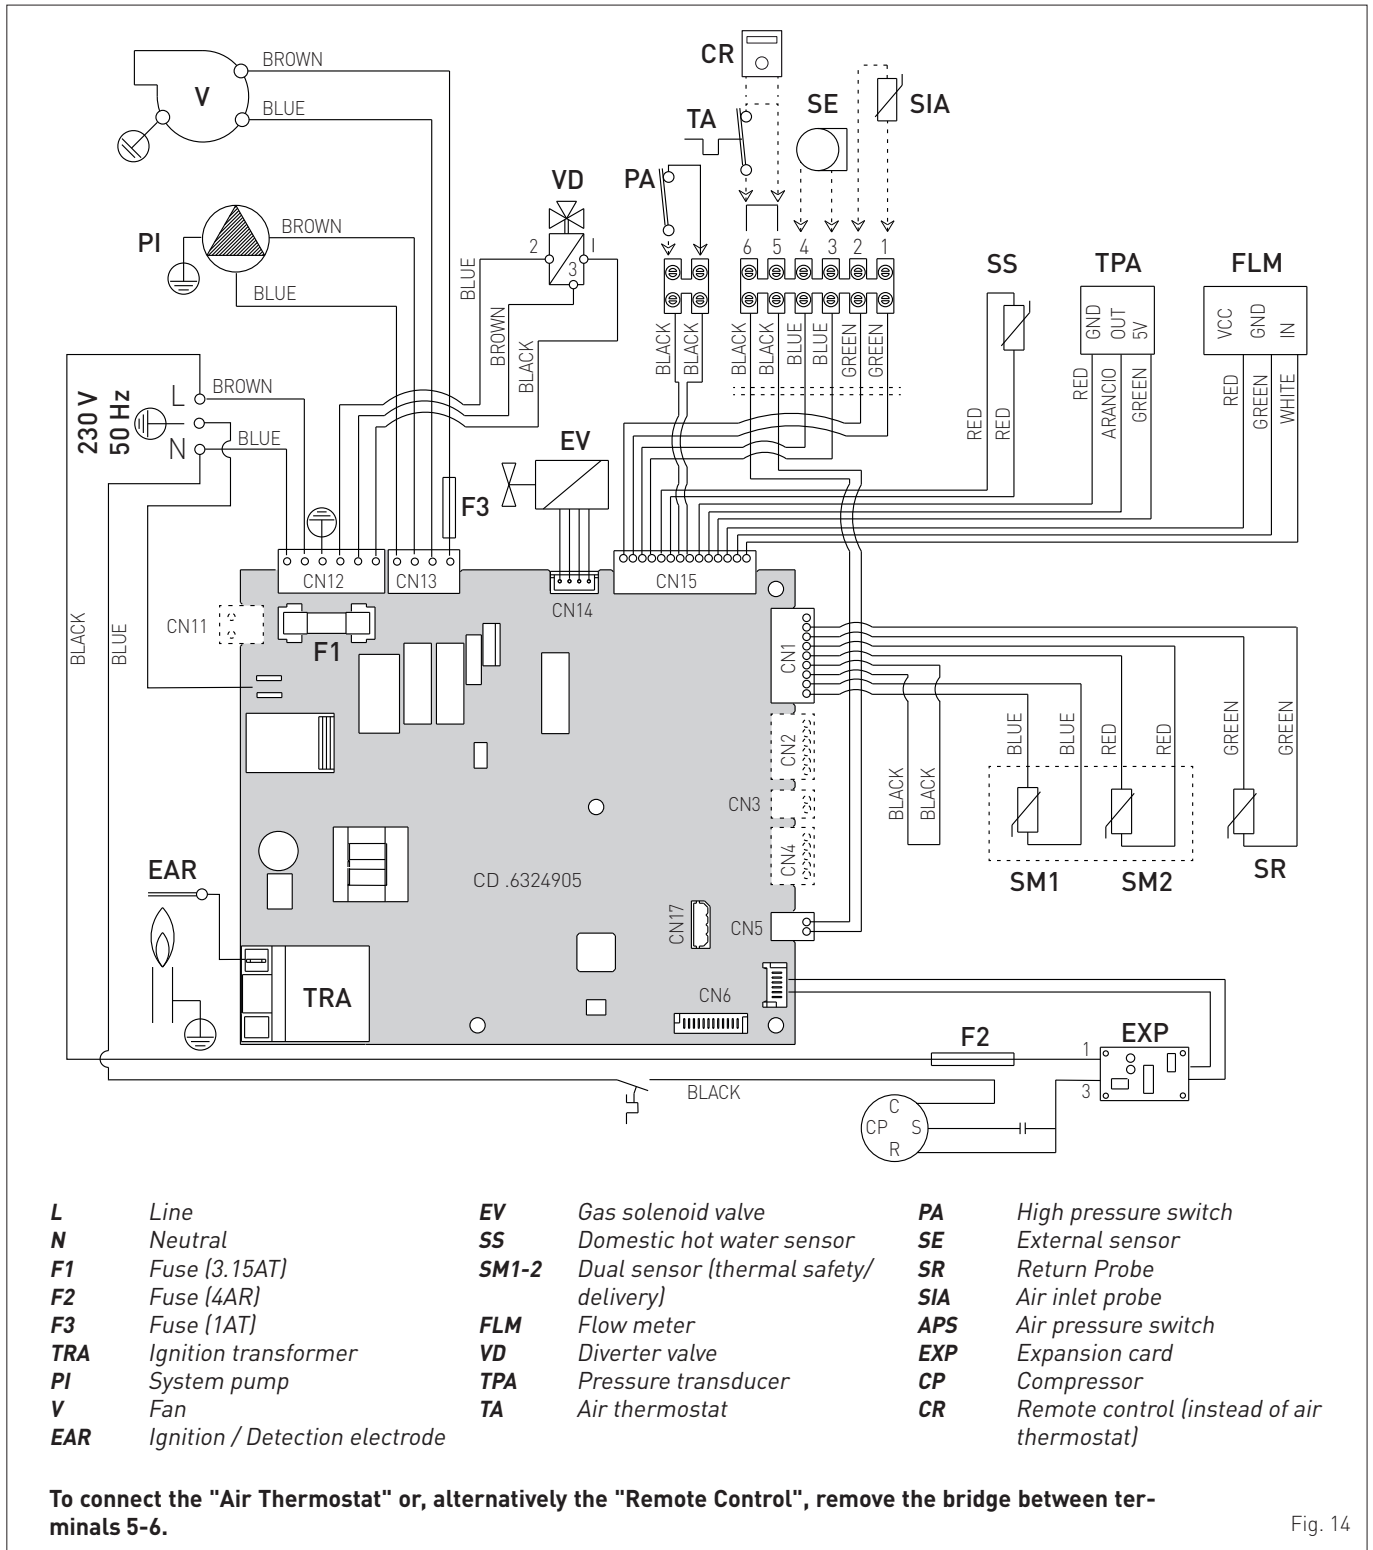 BROWN
V
BLUE
CR
TA
SE
SIA
PA
VD
PI
BROWN
BLUE
2
1
3
BLUE
BROWN
BLACK
6 5 4 3 2 1
BLACK
BLACK
BLACK
BLACK
BLUE
BLUE
GREEN
GREEN
SS
TPA
FLM
GND
OUT
5V
VCC
GND
IN
RED
RED
RED
ARANCIO
GREEN
RED
GREEN
WHITE
230 V
50 Hz
L
N
BROWN
BLUE
EV
F3
CN12
CN13
CN14
CN15
CN11
F1
BLACK
BLUE
CN1
CN2
CN3
CN4
CN5
BLACK
BLACK
BLUE
BLUE
RED
RED
GREEN
GREEN
SM1
SM2
SR
EAR
CD .6324905
CN17
TRA
CN6
F2
EXP
1
3
BLACK
C
CP S
R
L Line
N Neutral
F1 Fuse (3.15AT)
F2 Fuse (4AR)
F3 Fuse (1AT)
TRA Ignition transformer
PI System pump
V Fan
EAR Ignition / Detection electrode
EV Gas solenoid valve
SS Domestic hot water sensor
SM1-2 Dual sensor (thermal safety/
delivery)
FLM Flow meter
VD Diverter valve
TPA Pressure transducer
TA Air thermostat
PA High pressure switch
SE External sensor
SR Return Probe
SIA Air inlet probe
APS Air pressure switch
EXP Expansion card
CP Compressor
CR Remote control (instead of air
thermostat)
To connect the "Air Thermostat" or, alternatively the "Remote Control", remove the bridge between ter-
minals 5-6.
Fig. 14